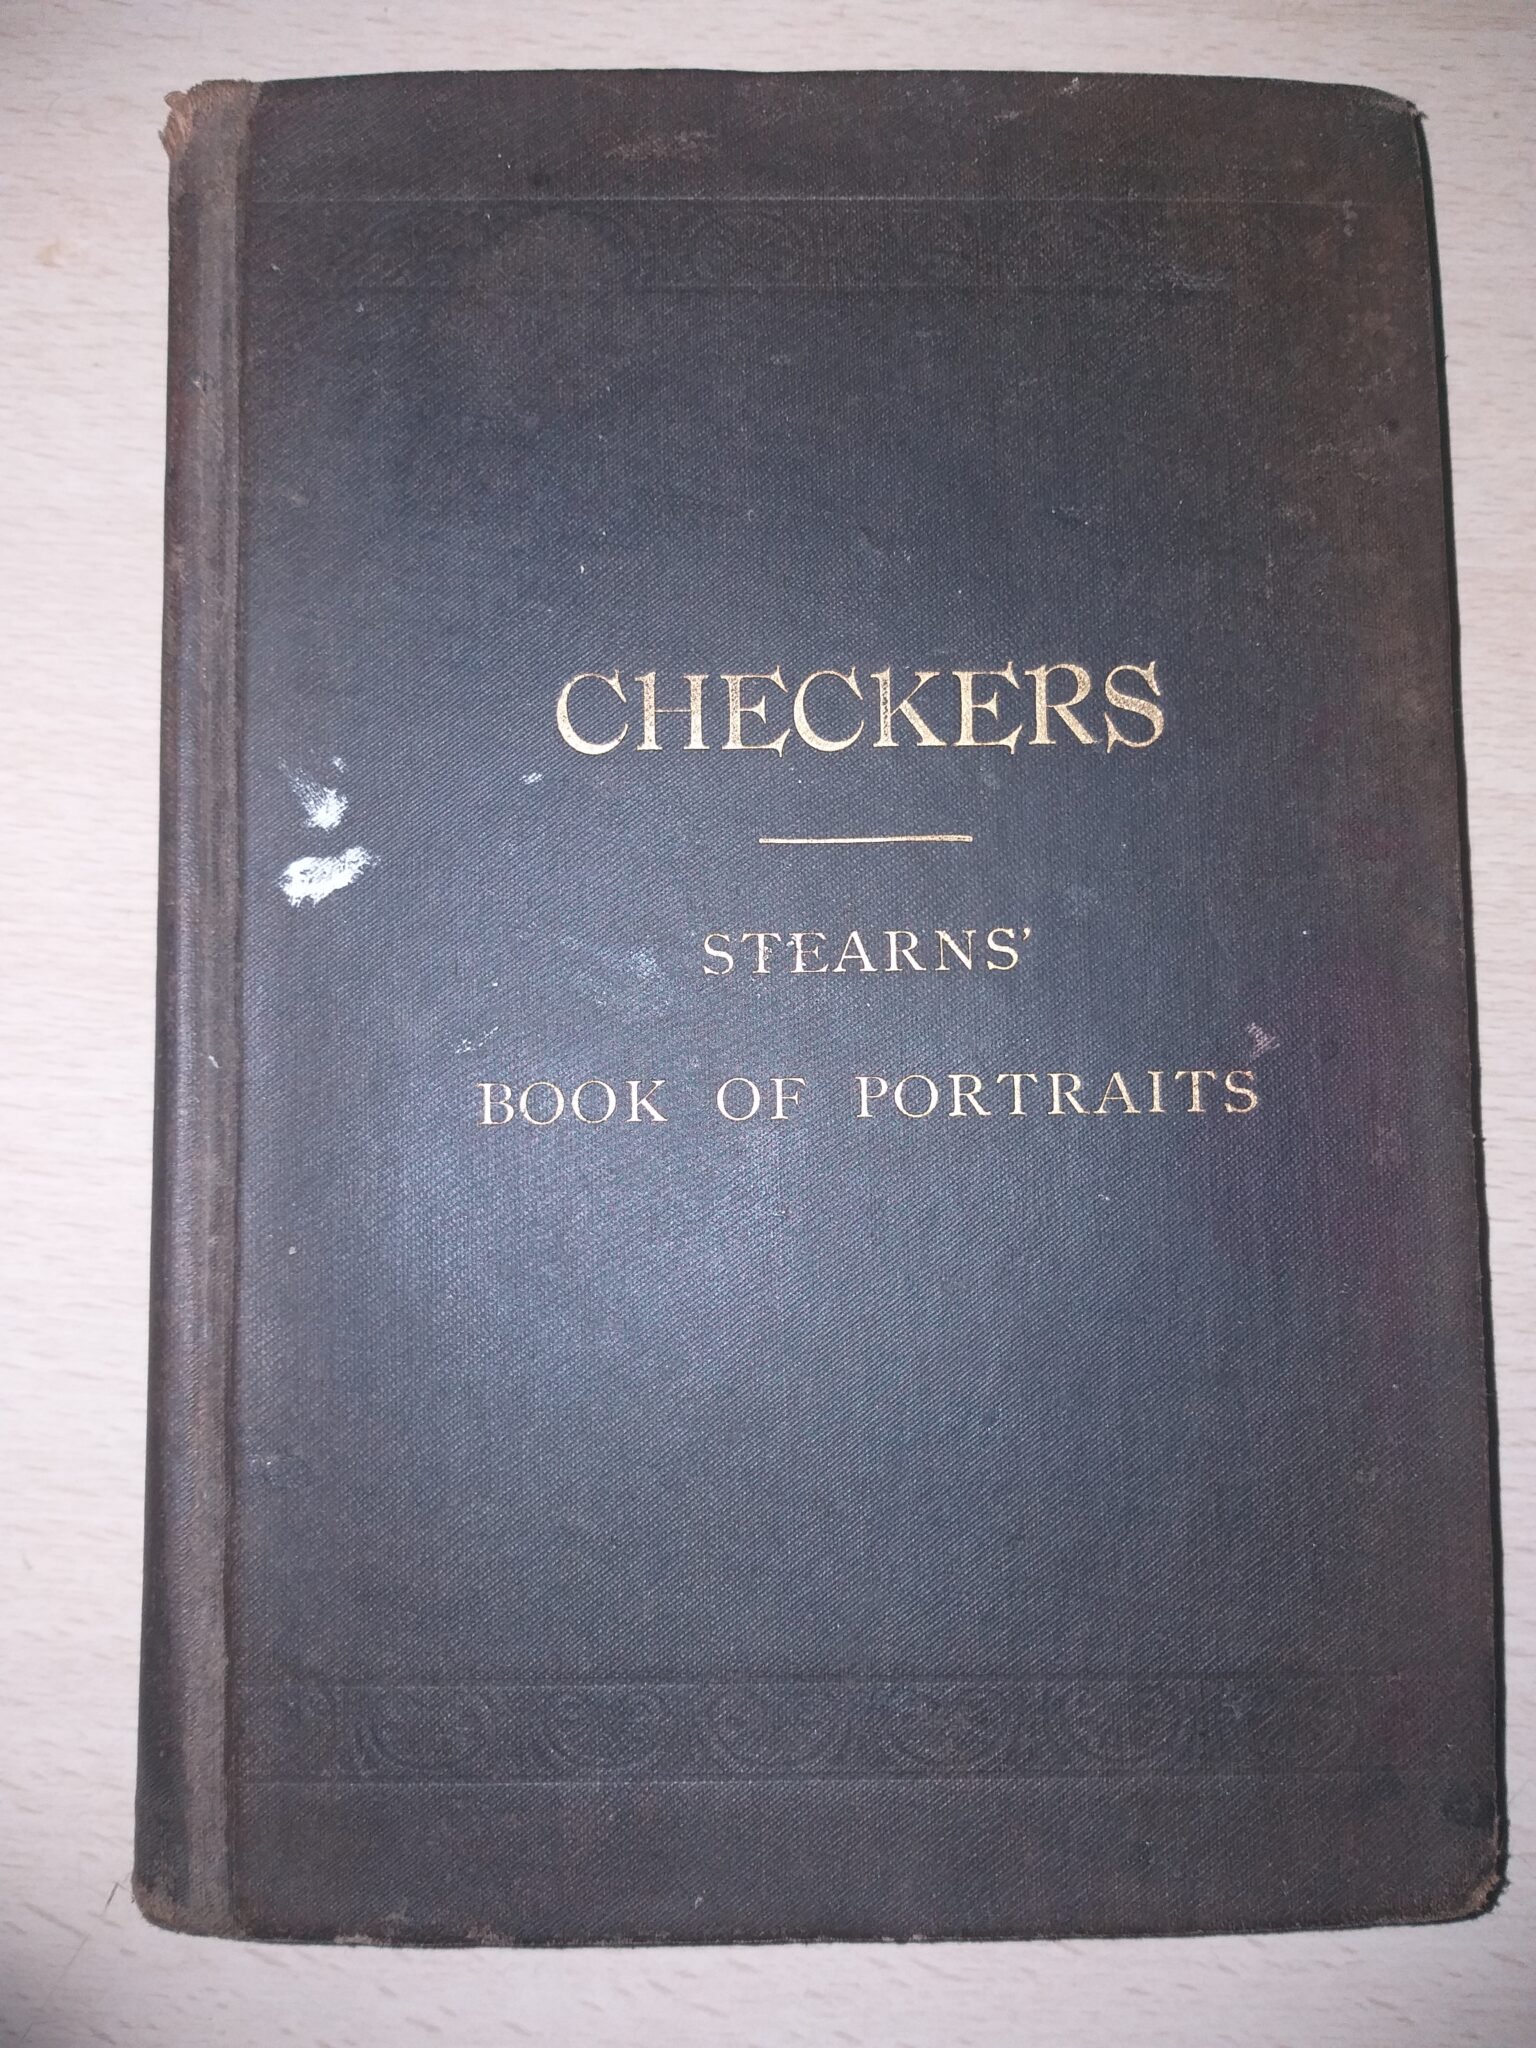 CHECKERS
STEARNS'
BOOK OF PORTRAITS